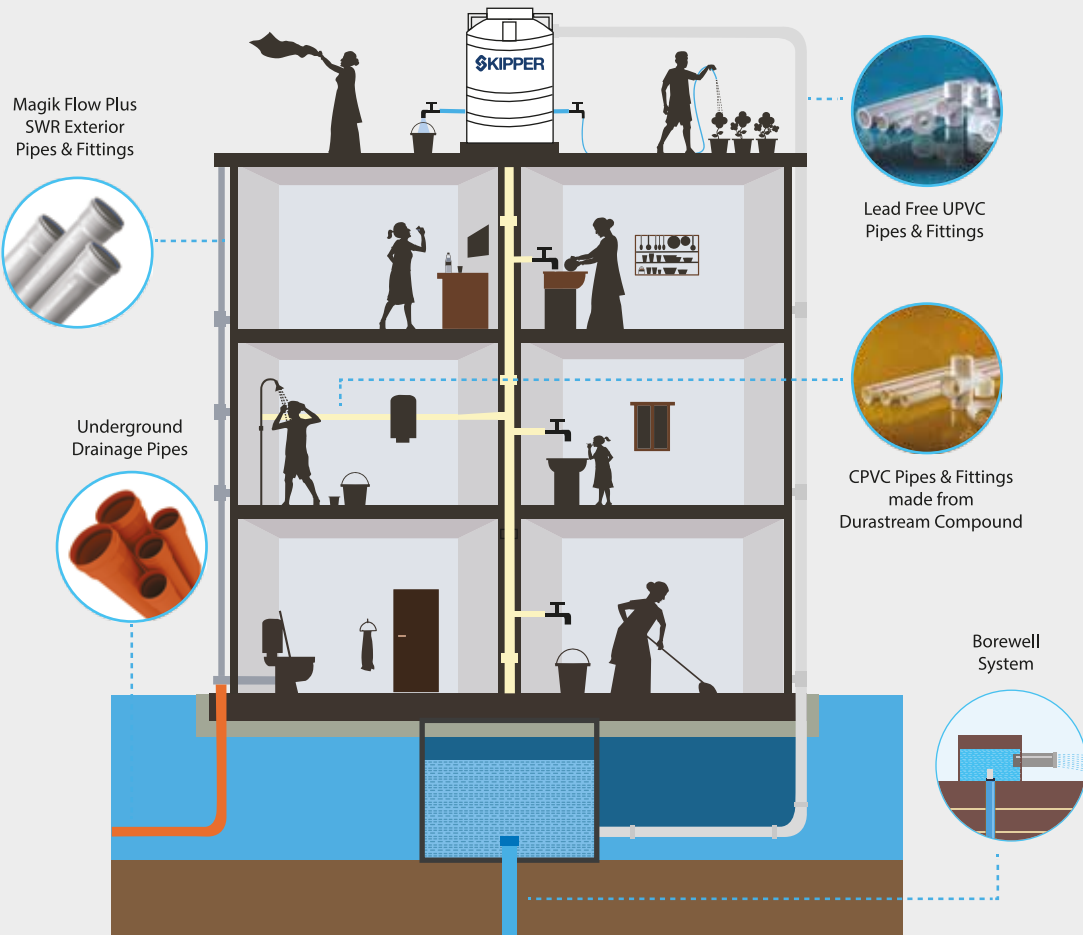 SKIPPER
Magik Flow Plus
SWR Exterior
Pipes & Fittings
Lead Free UPVC
Pipes & Fittings
Underground
Drainage Pipes
CPVC Pipes & Fittings
made from
Durastream Compound
Borewell
System